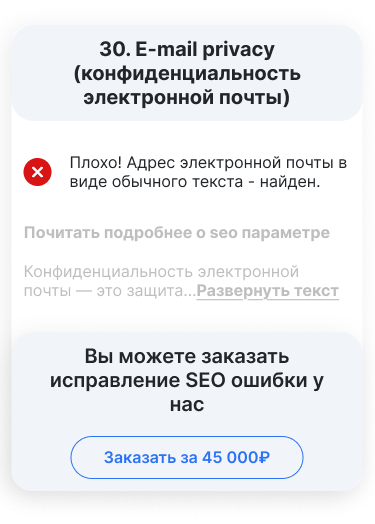 30. E-mail privacy
(конфиденциальность
электронной почты)
Плохо! Адрес электронной почты в
виде обычного текста - найден.
Почитать подробнее о seo параметре
Конфиденциальность электронной
почты — это защита...Развернуть текст
Вы можете заказать
исправление SEO ошибки у
нас
Заказать за 45 000₽